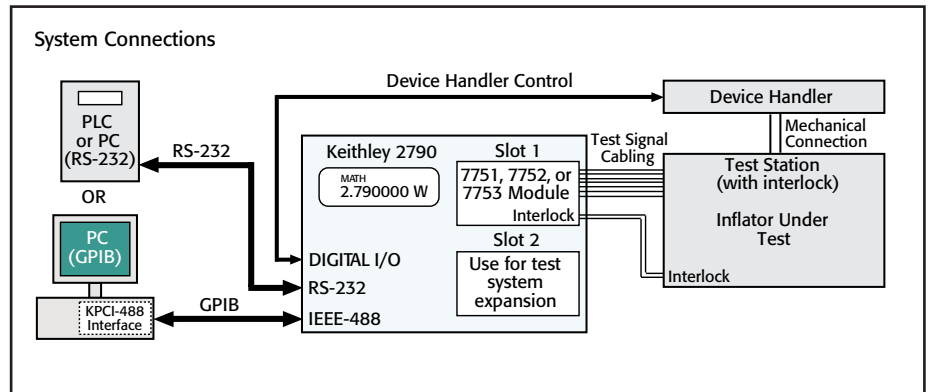 System Connections
Device Handler Control
Device Handler
PLC
or PC
(RS-232)
RS-232
OR
PC
(GPIB)
KPCI-488
Interface
GPIB
Keithley 2790
MATH
2.790000 W
DIGITAL I/O
RS-232
IEEE-488
Slot 1
7751, 7752, or
7753 Module
Interlock
Slot 2
Use for test
system
expansion
Test Signal
Cabling
Mechanical
Connection
Test Station
(with interlock)
Inflator Under
Test
Interlock